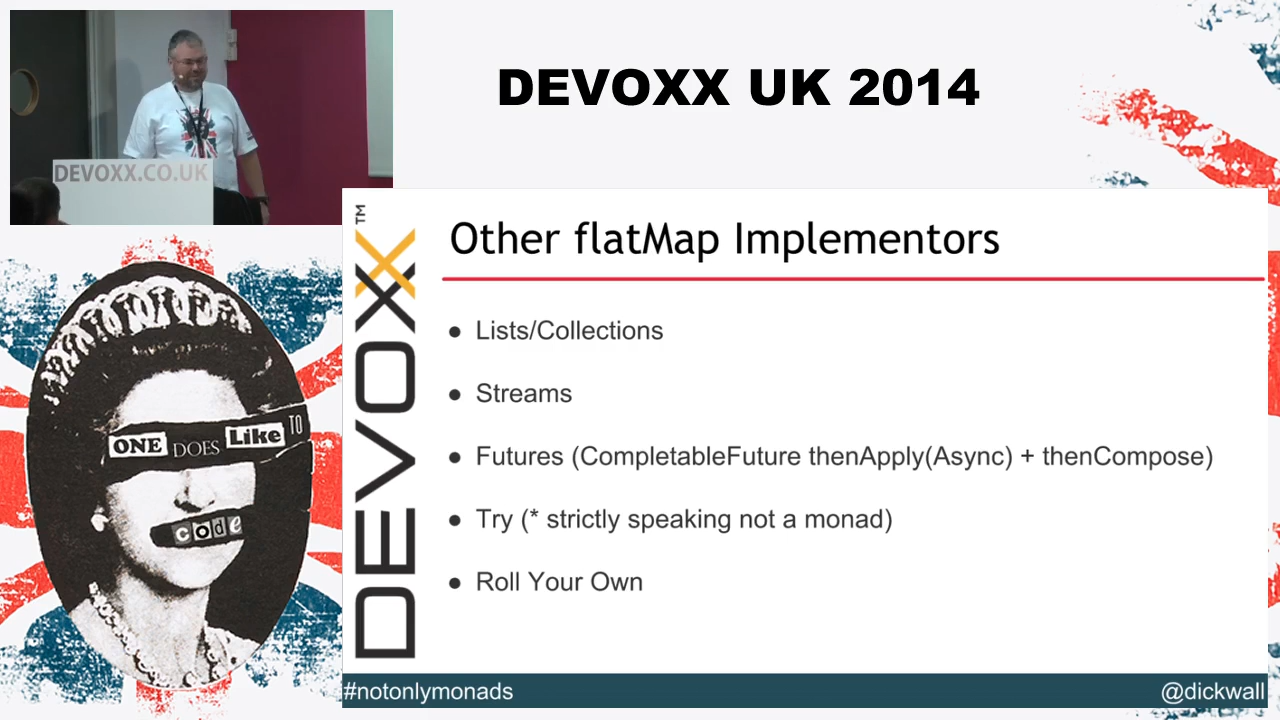 DEVOXX UK 2014
DEVOXX.CO.UK
DEVOXX™
Other flatMap Implementors
● Lists/Collections
● Streams
● Futures (CompletableFuture thenApply(Async) + thenCompose)
● Try (* strictly speaking not a monad)
● Roll Your Own
ONE DOES Like TO
code
#notonlymonads
@dickwall